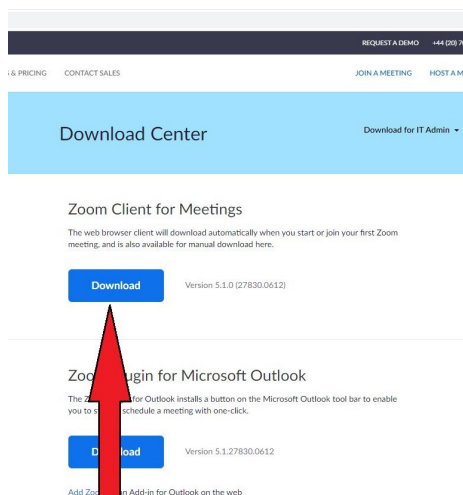 REQUEST A DEMO +44 (20) 7
& PRICING CONTACT SALES JOIN A MEETING HOST A M
Download Center Download for IT Admin
Zoom Client for Meetings
The web browser client will download automatically when you start or join your first Zoom
meeting, and is also available for manual download here.
Download Version 5.1.0 (27830.0612)
Zoo ugin for Microsoft Outlook
The Z for Outlook installs a button on the Microsoft Outlook tool bar to enable
you to s schedule a meeting with one-click.
D load Version 5.1.27830.0612
Add Zoo n Add-in for Outlook on the web